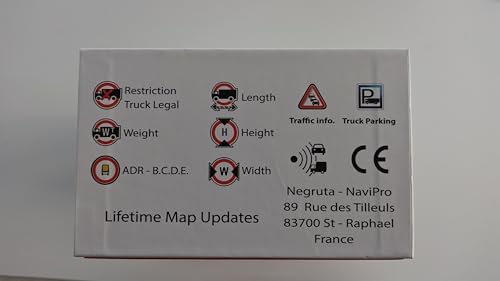 Restriction
Truck Legal
Length
Traffic info.
P
Truck Parking
W
Weight
H
Height
ADR - B.C.D.E.
W
Width
CE
Lifetime Map Updates
Negruta - NaviPro
89 Rue des Tilleuls
83700 St - Raphael
France